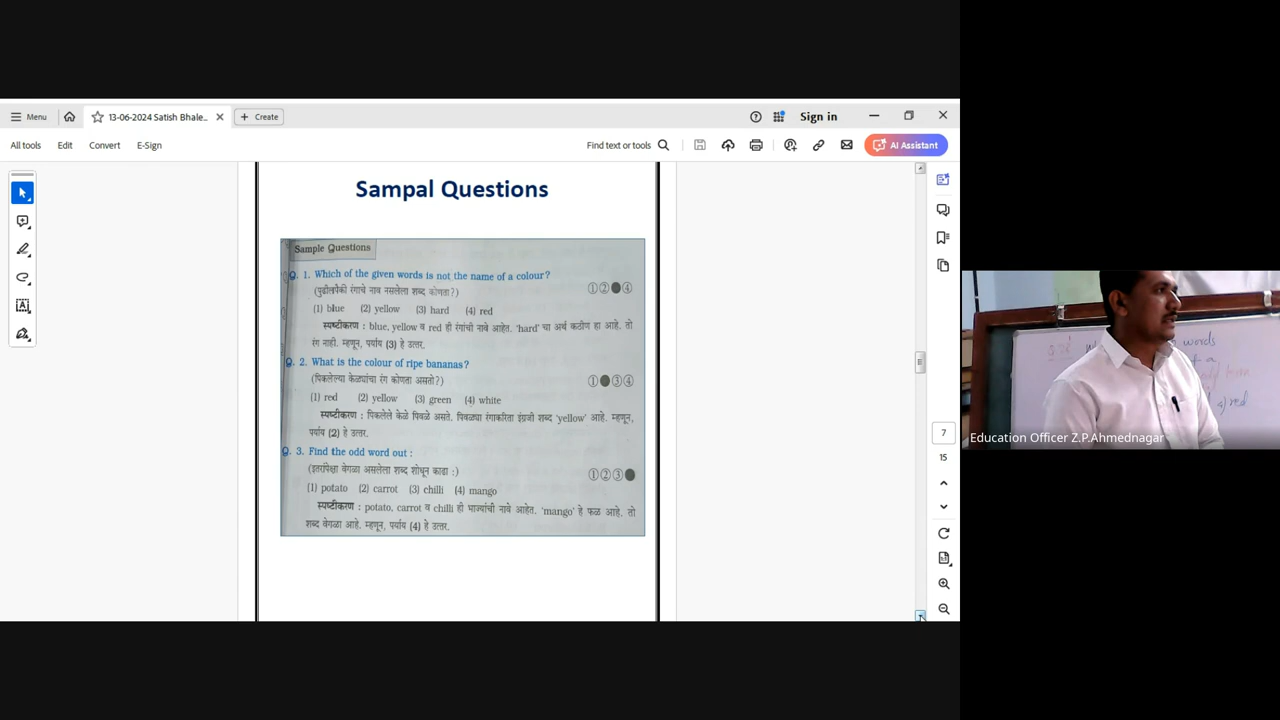 Menu
13-06-2024 Satish Bhale...
Create
Sign in
All tools Edit Convert E-Sign
Find text or tools
AI Assistant
Sampal Questions
Sample Questions
Q. 1. Which of the given words is not the name of a colour?
(पुढीलपैकी रंगाचे नाव नसलेला शब्द कोणता?) ①②●④
(1) blue (2) yellow (3) hard (4) red
स्पष्टीकरण : blue, yellow व red ही रंगांची नावे आहेत. 'hard' चा अर्थ कठीण हा आहे. तो
रंग नाही. म्हणून, पर्याय (3) हे उत्तर.
Q. 2. What is the colour of ripe bananas?
(पिकलेल्या केळ्यांचा रंग कोणता असतो?) ①●③④
(1) red (2) yellow (3) green (4) white
स्पष्टीकरण : पिकलेले केळे पिवळे असते. पिवळ्या रंगाकरिता इंग्रजी शब्द 'yellow' आहे. म्हणून,
पर्याय (2) हे उत्तर.
Q. 3. Find the odd word out :
(इतरांपेक्षा वेगळा असलेला शब्द शोधून काढा :) ①②③●
(1) potato (2) carrot (3) chilli (4) mango
स्पष्टीकरण : potato, carrot व chilli ही भाज्यांची नावे आहेत. 'mango' हे फळ आहे. तो
शब्द वेगळा आहे. म्हणून, पर्याय (4) हे उत्तर.
7
15
words
a
4) red
Education Officer Z.P.Ahmednagar